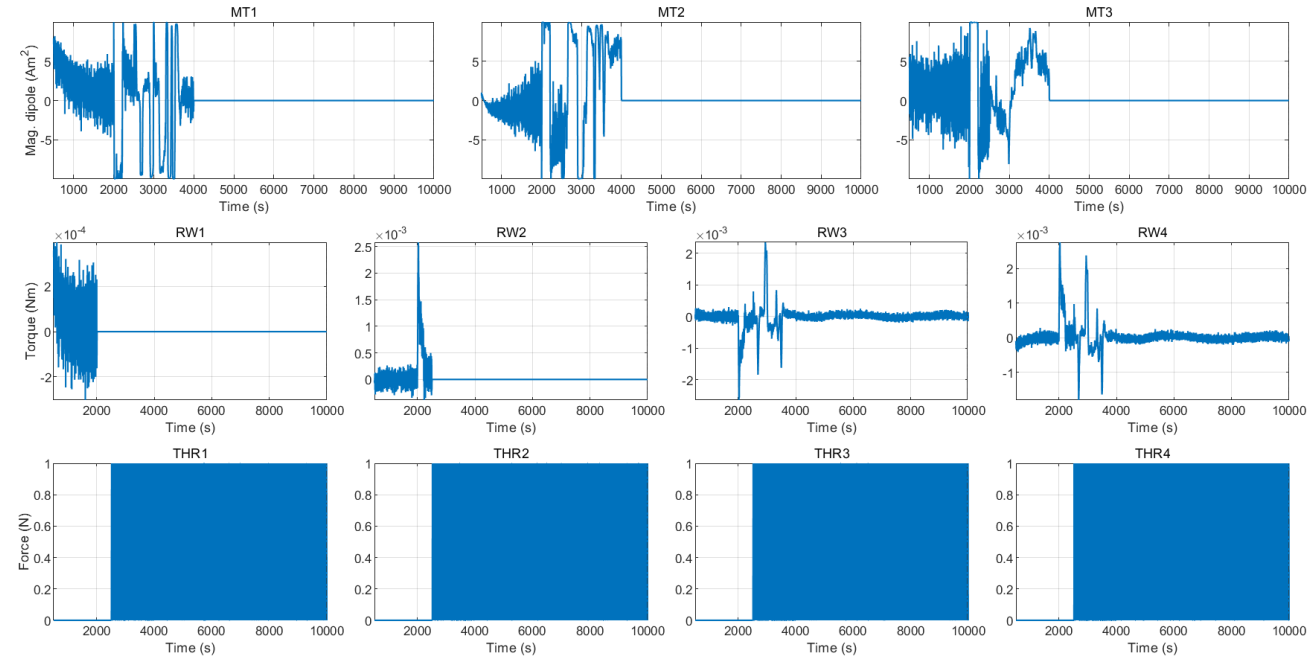 MT1
MT2
MT3
Mag. dipole (Am²)
5
0
-5
5
0
-5
5
0
-5
1000 2000 3000 4000 5000 6000 7000 8000 9000 10000
1000 2000 3000 4000 5000 6000 7000 8000 9000 10000
1000 2000 3000 4000 5000 6000 7000 8000 9000 10000
Time (s)
Time (s)
Time (s)
×10⁻⁴
RW1
×10⁻³
RW2
×10⁻³
RW3
×10⁻³
RW4
Torque (Nm)
2
0
-2
2.5
2
1.5
1
0.5
0
2
1
0
-1
-2
2
1
0
-1
2000 4000 6000 8000 10000
2000 4000 6000 8000 10000
2000 4000 6000 8000 10000
2000 4000 6000 8000 10000
Time (s)
Time (s)
Time (s)
Time (s)
THR1
THR2
THR3
THR4
Force (N)
1
0.8
0.6
0.4
0.2
0
1
0.8
0.6
0.4
0.2
0
1
0.8
0.6
0.4
0.2
0
1
0.8
0.6
0.4
0.2
0
2000 4000 6000 8000 10000
2000 4000 6000 8000 10000
2000 4000 6000 8000 10000
2000 4000 6000 8000 10000
Time (s)
Time (s)
Time (s)
Time (s)